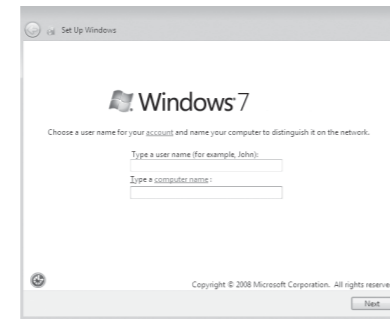 Set Up Windows
Windows 7
Choose a user name for your account and name your computer to distinguish it on the network.
Type a user name (for example, John):
Type a computer name:
Copyright © 2008 Microsoft Corporation. All rights reserve
Next